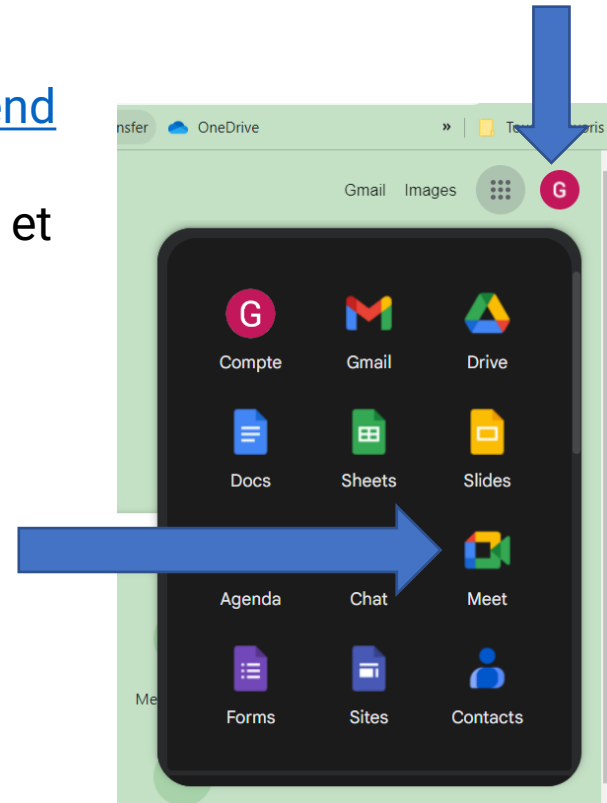 end
et
nsfer OneDrive »
Gmail Images G
G
Compte Gmail Drive
Docs Sheets Slides
Agenda Chat Meet
Me
Forms Sites Contacts